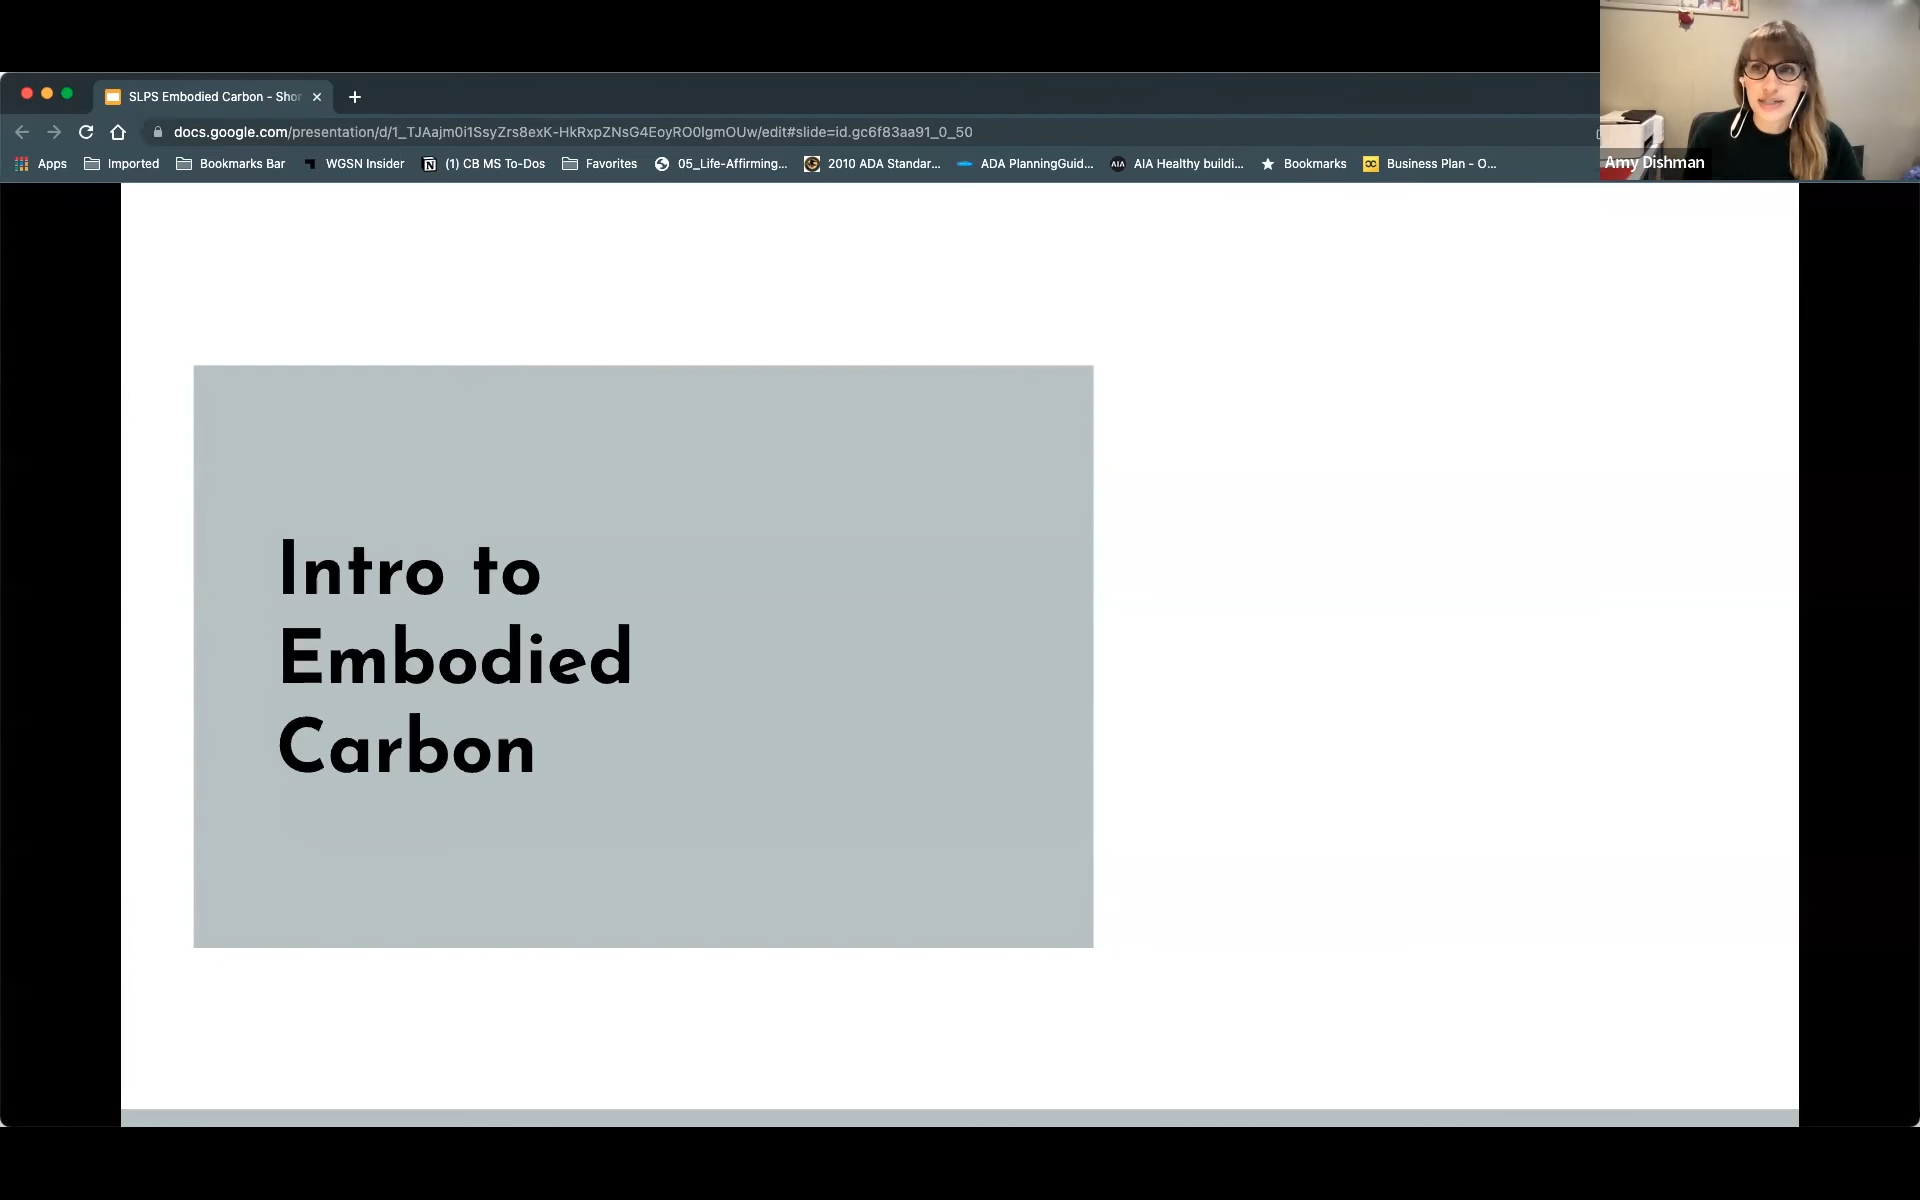 SLPS Embodied Carbon - Shor
docs.google.com/presentation/d/1_TJAajm0i1SsyZrs8exK-HkRxpZNsG4EoyRO0IgmOUw/edit#slide=id.gc6f83aa91_0_50
Apps Imported Bookmarks Bar WGSN Insider (1) CB MS To-Dos Favorites 05_Life-Affirming... 2010 ADA Standar... ADA PlanningGuid... AIA Healthy buildi... Bookmarks Business Plan - O...
Amy Dishman
Intro to
Embodied
Carbon